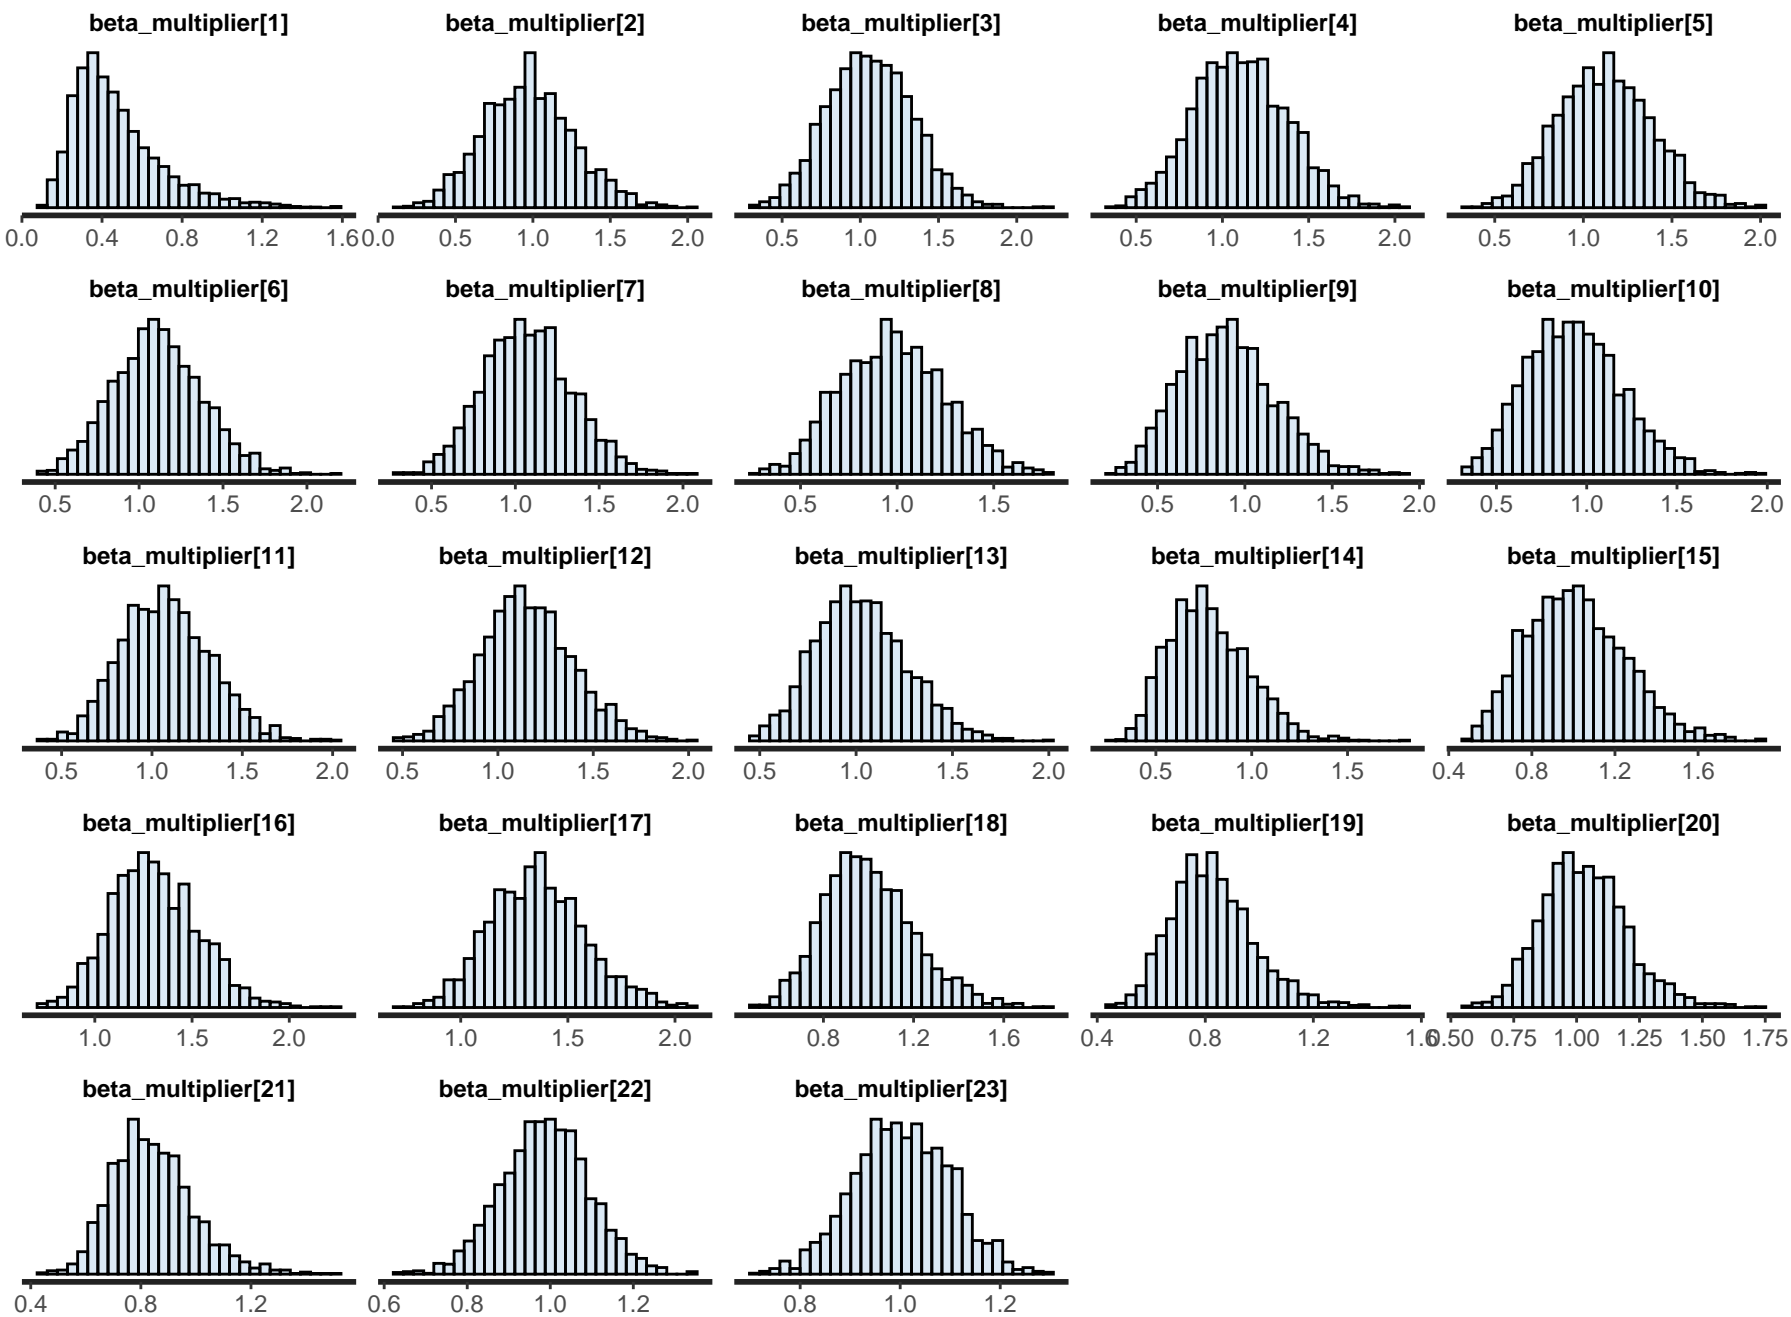 beta_multiplier[1] beta_multiplier[2] beta_multiplier[3] beta_multiplier[4] beta_multiplier[5]
0.0 0.4 0.8 1.2 1.6 0.0 0.5 1.0 1.5 2.0 0.5 1.0 1.5 2.0 0.5 1.0 1.5 2.0 0.5 1.0 1.5 2.0
beta_multiplier[6] beta_multiplier[7] beta_multiplier[8] beta_multiplier[9] beta_multiplier[10]
0.5 1.0 1.5 2.0 0.5 1.0 1.5 2.0 0.5 1.0 1.5 0.5 1.0 1.5 2.0 0.5 1.0 1.5 2.0
beta_multiplier[11] beta_multiplier[12] beta_multiplier[13] beta_multiplier[14] beta_multiplier[15]
0.5 1.0 1.5 2.0 0.5 1.0 1.5 2.0 0.5 1.0 1.5 2.0 0.5 1.0 1.5 0.4 0.8 1.2 1.6
beta_multiplier[16] beta_multiplier[17] beta_multiplier[18] beta_multiplier[19] beta_multiplier[20]
1.0 1.5 2.0 1.0 1.5 2.0 0.8 1.2 1.6 0.4 0.8 1.2 1.6 0.50 0.75 1.00 1.25 1.50 1.75
beta_multiplier[21] beta_multiplier[22] beta_multiplier[23]
0.4 0.8 1.2 0.6 0.8 1.0 1.2 0.8 1.0 1.2